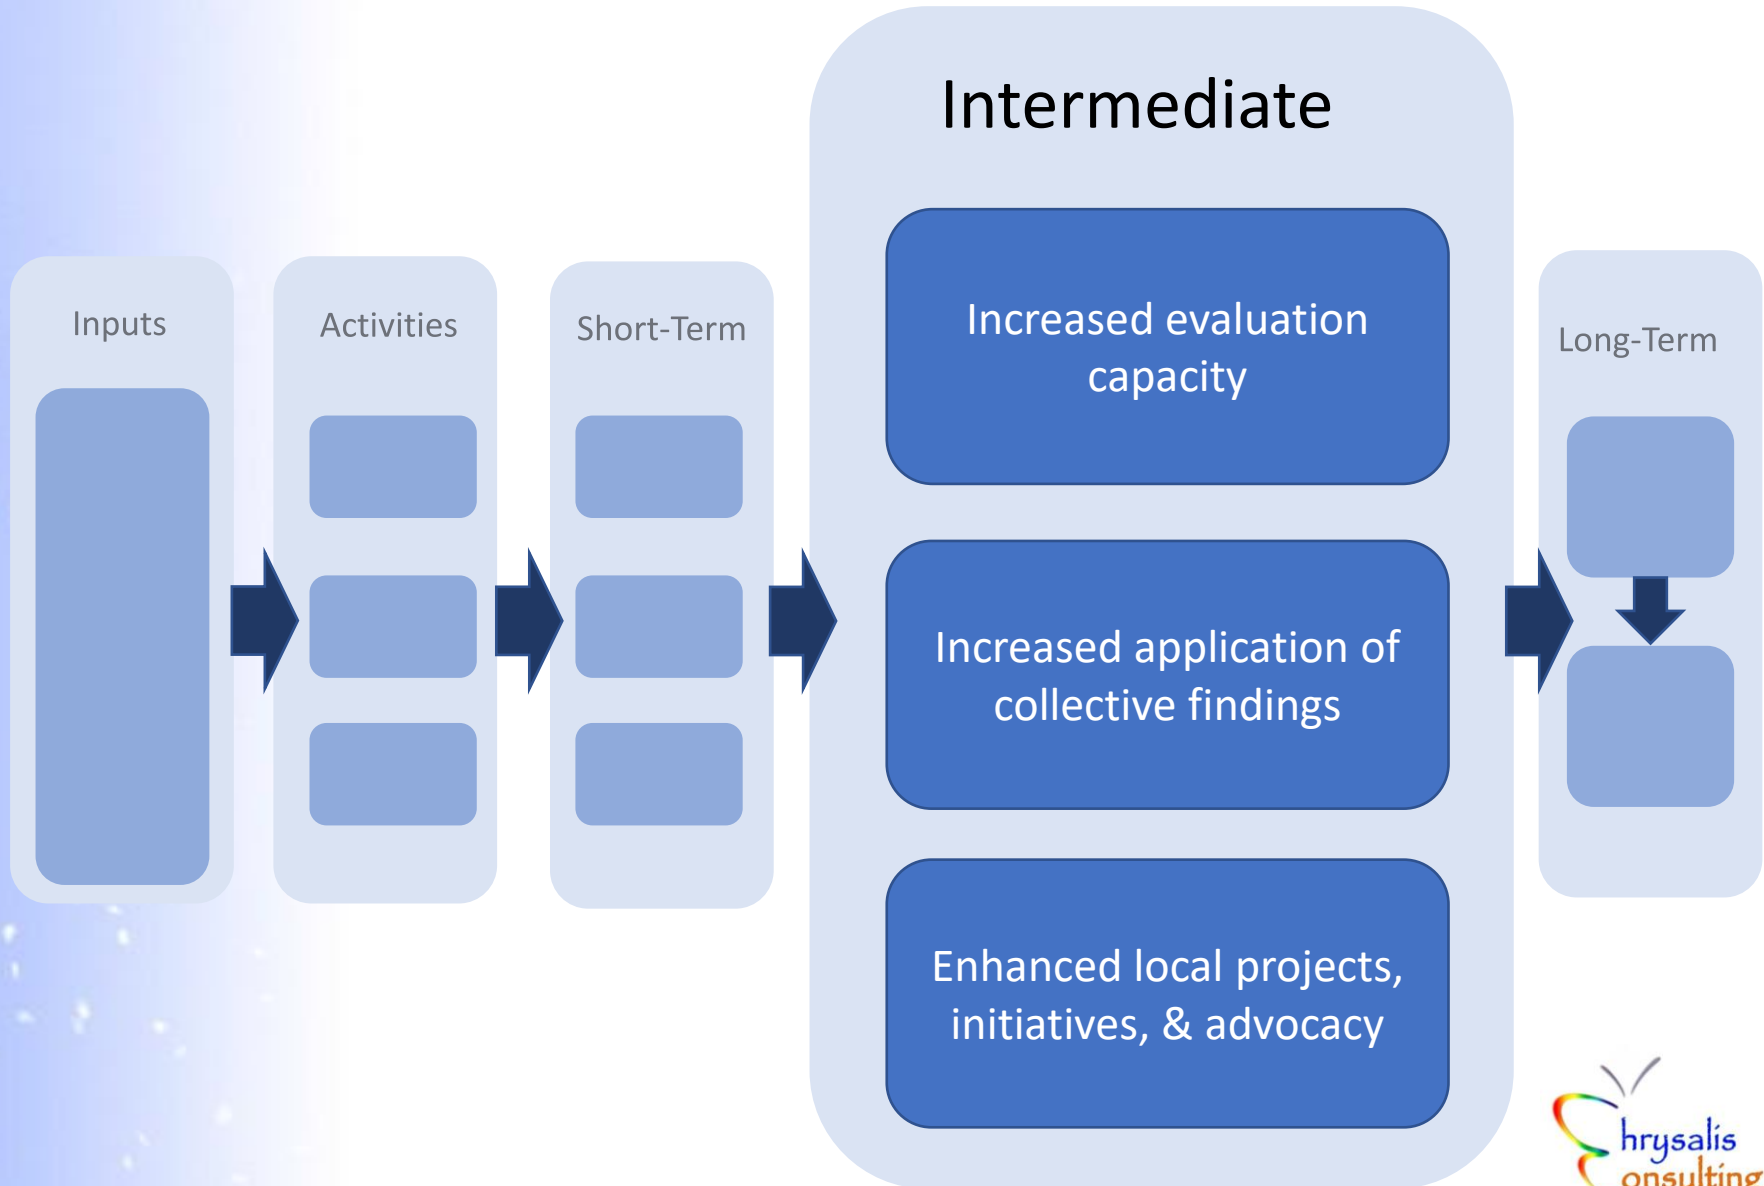 Inputs
Activities
Short-Term
Intermediate
Increased evaluation
capacity
Increased application of
collective findings
Enhanced local projects,
initiatives, & advocacy
Long-Term
hrysalis
onsulting